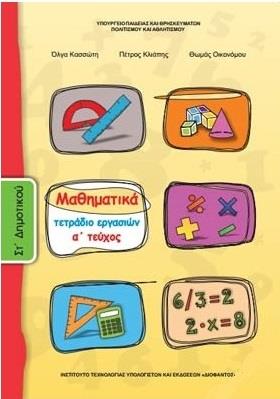 ΥΠΟΥΡΓΕΙΟ ΠΑΙΔΕΙΑΣ ΚΑΙ ΘΡΗΣΚΕΥΜΑΤΩΝ
ΠΟΛΙΤΙΣΜΟΥ ΚΑΙ ΑΘΛΗΤΙΣΜΟΥ
Όλγα Κασσώτη Πέτρος Κλιάπης Θωμάς Οικονόμου
Μαθηματικά
τετράδιο εργασιών
α΄ τεύχος
Στ΄ Δημοτικού
6/3=2
2·x=8
ΙΝΣΤΙΤΟΥΤΟ ΤΕΧΝΟΛΟΓΙΑΣ ΥΠΟΛΟΓΙΣΤΩΝ ΚΑΙ ΕΚΔΟΣΕΩΝ «ΔΙΟΦΑΝΤΟΣ»